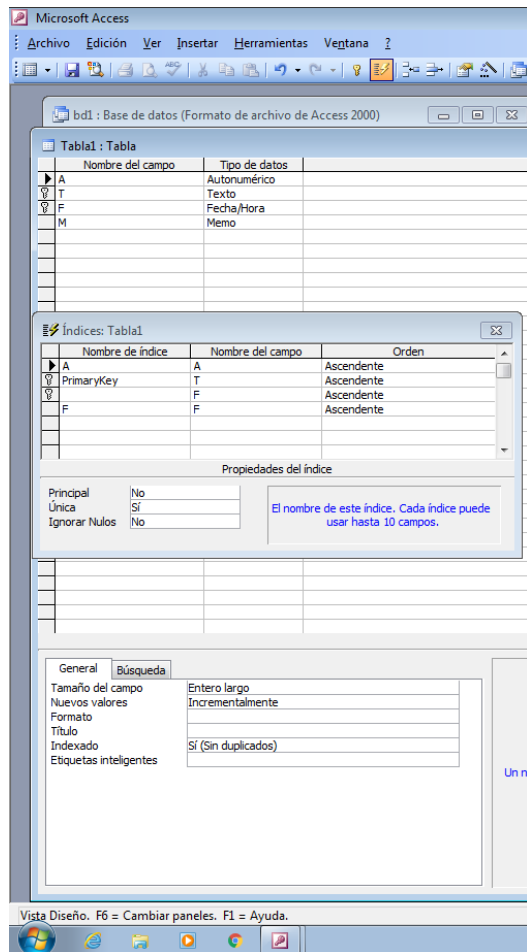 Microsoft Access
Archivo Edición Ver Insertar Herramientas Ventana ?
bd1 : Base de datos (Formato de archivo de Access 2000)
Tabla1 : Tabla
Nombre del campo Tipo de datos
A Autonumérico
T Texto
F Fecha/Hora
M Memo
Índices: Tabla1
Nombre de índice Nombre del campo Orden
A A Ascendente
PrimaryKey T Ascendente
F Ascendente
F F Ascendente
Propiedades del índice
Principal No
Única Sí
Ignorar Nulos No
El nombre de este índice. Cada índice puede
usar hasta 10 campos.
General Búsqueda
Tamaño del campo Entero largo
Nuevos valores Incrementalmente
Formato
Título
Indexado Sí (Sin duplicados)
Etiquetas inteligentes
Un n
Vista Diseño. F6 = Cambiar paneles. F1 = Ayuda.